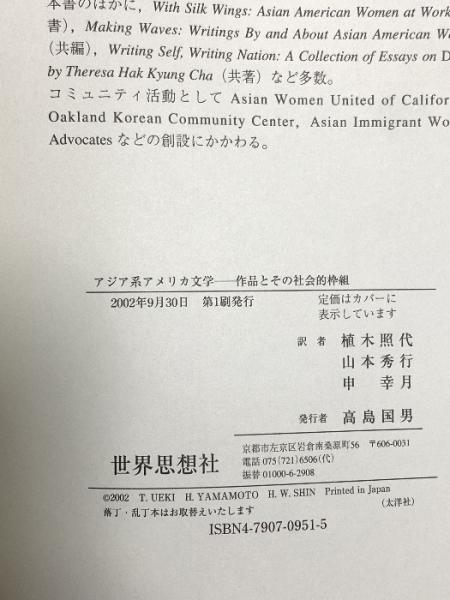 本書のほかに，With Silk Wings: Asian American Women at Work
書），Making Waves: Writings By and About Asian American
（共編），Writing Self, Writing Nation: A Collection of Essays on
by Theresa Hak Kyung Cha（共著）など多数。
コミュニティ活動として Asian Women United of Califor
Oakland Korean Community Center，Asian Immigrant Wo
Advocates などの創設にかかわる。
アジア系アメリカ文学──作品とその社会的枠組
2002年9月30日　第1刷発行
定価はカバーに
表示しています
訳 者　植木照代
山本秀行
申　幸月
発行者　高島国男
世界思想社
京都市左京区岩倉南桑原町56　〒606-0031
電話 075(721)6506(代)
振替 01000-6-2908
©2002　T. UEKI　H. YAMAMOTO　H. W. SHIN　Printed in Japan
落丁・乱丁本はお取替えいたします
（太洋社）
ISBN4-7907-0951-5